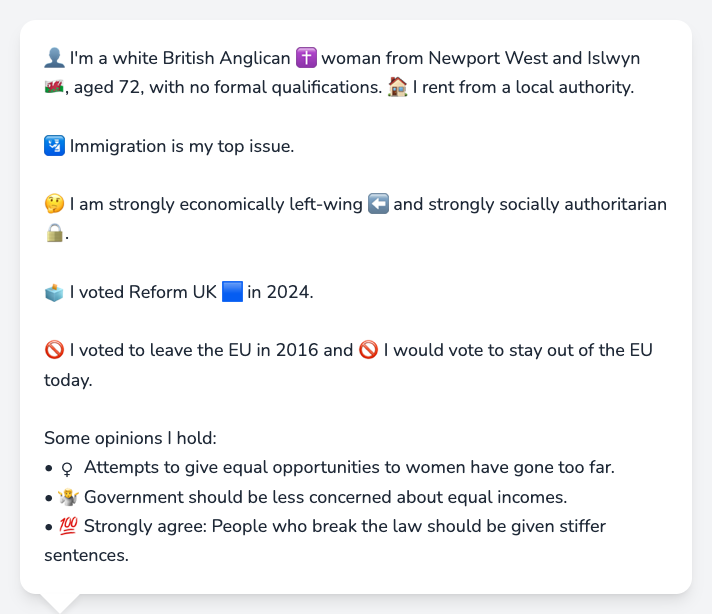 👤 I'm a white British Anglican ✝️ woman from Newport West and Islwyn
🏴󠁧󠁢󠁷󠁬󠁳󠁿, aged 72, with no formal qualifications. 🏠 I rent from a local authority.
🛂 Immigration is my top issue.
🤔 I am strongly economically left-wing ⬅️ and strongly socially authoritarian
🔒.
🗳️ I voted Reform UK 🟦 in 2024.
🚫 I voted to leave the EU in 2016 and 🚫 I would vote to stay out of the EU
today.
Some opinions I hold:
• ♀ Attempts to give equal opportunities to women have gone too far.
• 🤷 Government should be less concerned about equal incomes.
• 💯 Strongly agree: People who break the law should be given stiffer
sentences.